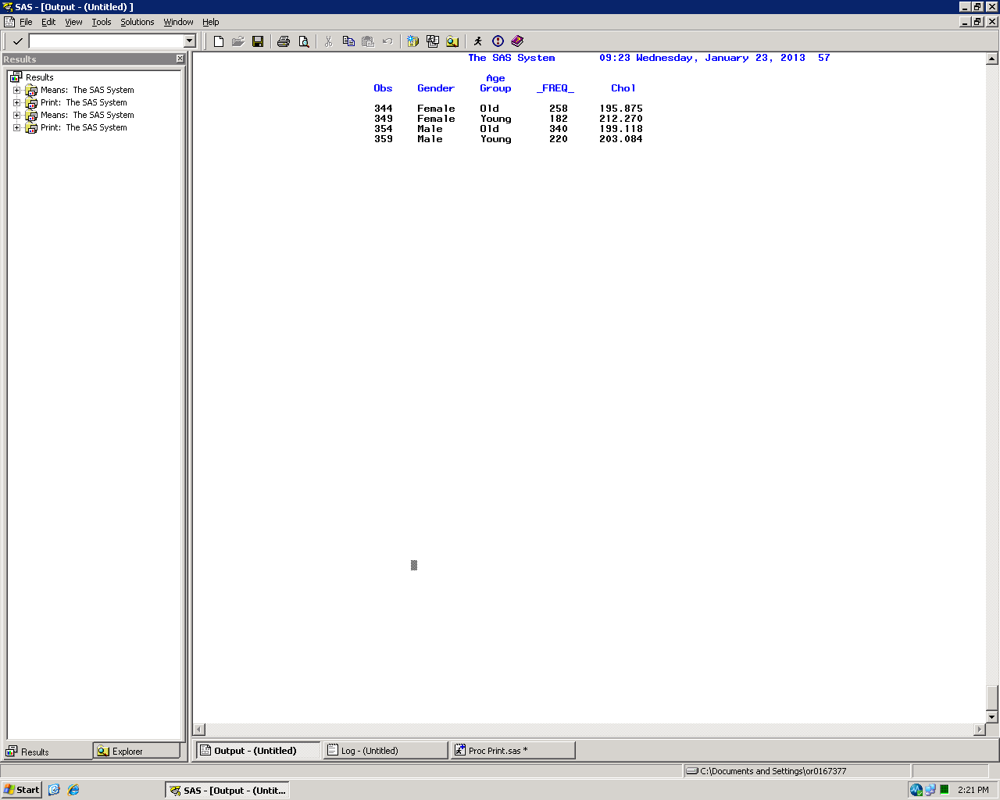 SAS - [Output - (Untitled) ]
File Edit View Tools Solutions Window Help
Results
Results
Means: The SAS System
Print: The SAS System
Means: The SAS System
Print: The SAS System
The SAS System 09:23 Wednesday, January 23, 2013 57
Age
Obs Gender Group _FREQ_ Chol
344 Female Old 258 195.875
349 Female Young 182 212.270
354 Male Old 340 199.118
359 Male Young 220 203.084
Results Explorer
Output - (Untitled) Log - (Untitled) Proc Print.sas *
C:\Documents and Settings\or0167377
Start SAS - [Output - (Untit... 2:21 PM